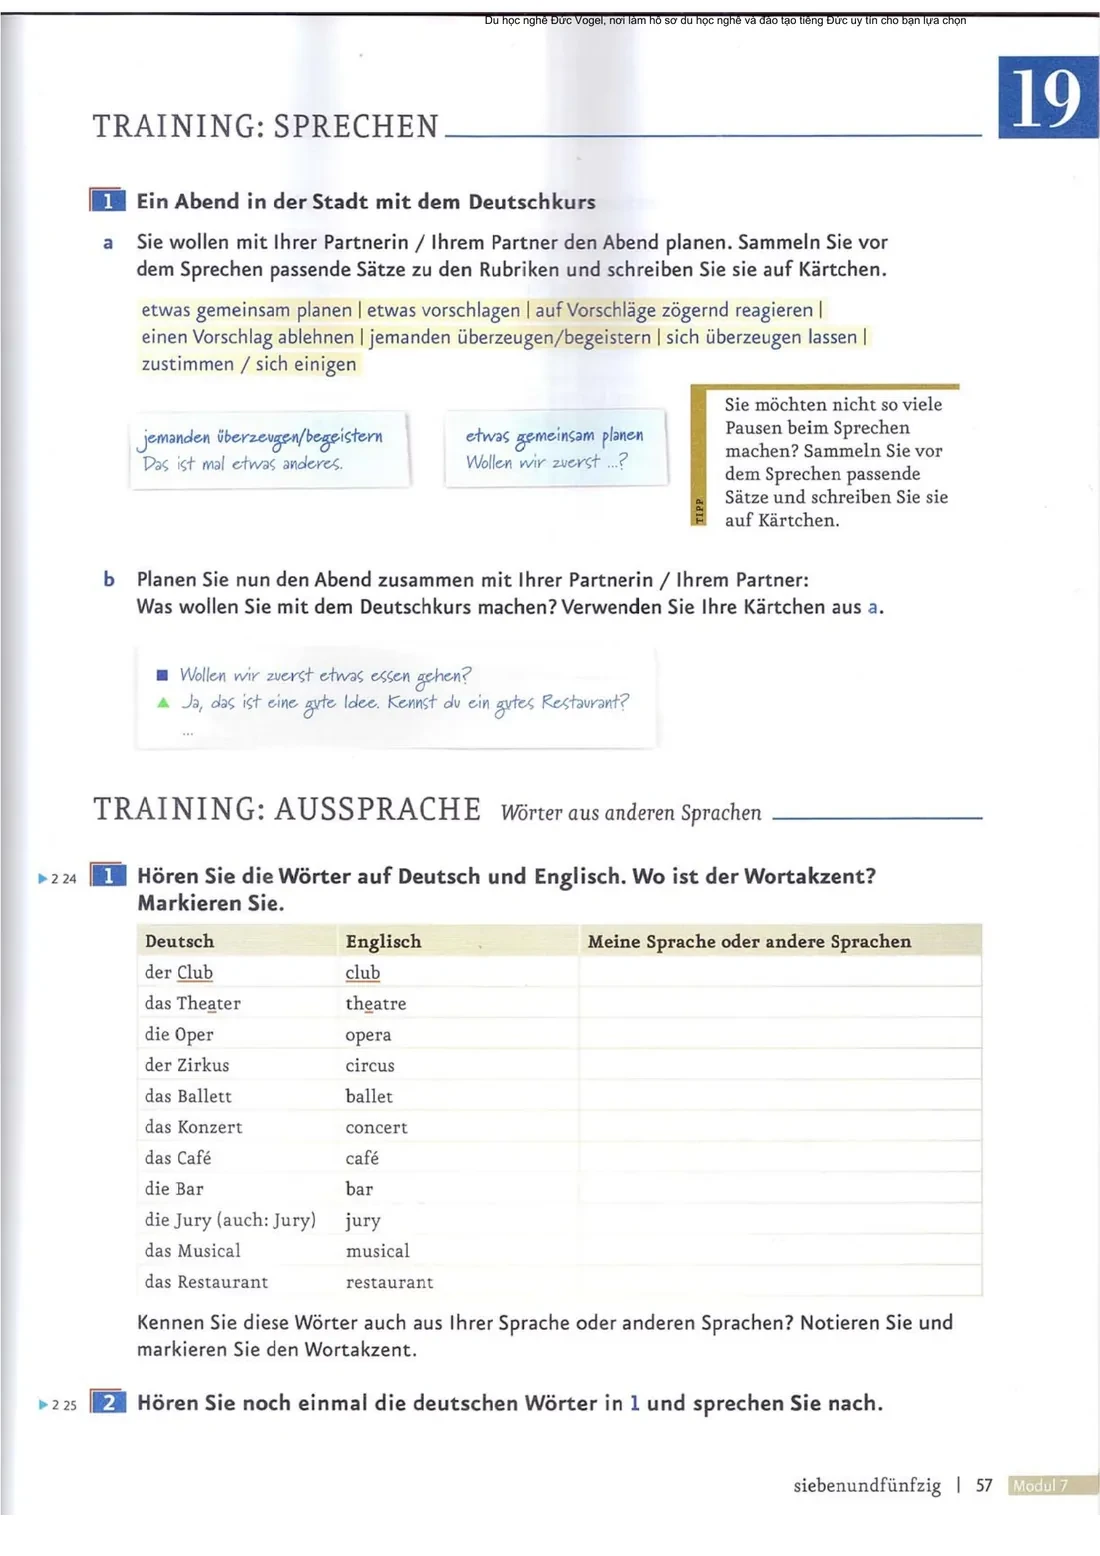 Du học nghề Đức Vogel, nơi làm hồ sơ du học nghề và đào tạo tiếng Đức uy tín cho bạn lựa chọn
19
TRAINING: SPRECHEN
1 Ein Abend in der Stadt mit dem Deutschkurs
a Sie wollen mit Ihrer Partnerin / Ihrem Partner den Abend planen. Sammeln Sie vor
dem Sprechen passende Sätze zu den Rubriken und schreiben Sie sie auf Kärtchen.
etwas gemeinsam planen | etwas vorschlagen | auf Vorschläge zögernd reagieren |
einen Vorschlag ablehnen | jemanden überzeugen/begeistern | sich überzeugen lassen |
zustimmen / sich einigen
jemanden überzeugen/begeistern
Das ist mal etwas anderes.
etwas gemeinsam planen
Wollen wir zuerst ...?
TIPP
Sie möchten nicht so viele
Pausen beim Sprechen
machen? Sammeln Sie vor
dem Sprechen passende
Sätze und schreiben Sie sie
auf Kärtchen.
b Planen Sie nun den Abend zusammen mit Ihrer Partnerin / Ihrem Partner:
Was wollen Sie mit dem Deutschkurs machen? Verwenden Sie Ihre Kärtchen aus a.
■ Wollen wir zuerst etwas essen gehen?
▲ Ja, das ist eine gute Idee. Kennst du ein gutes Restaurant?
...
TRAINING: AUSSPRACHE Wörter aus anderen Sprachen
▶ 2 24 1 Hören Sie die Wörter auf Deutsch und Englisch. Wo ist der Wortakzent?
Markieren Sie.
Deutsch Englisch Meine Sprache oder andere Sprachen
der Club club
das Theater theatre
die Oper opera
der Zirkus circus
das Ballett ballet
das Konzert concert
das Café café
die Bar bar
die Jury (auch: Jury) jury
das Musical musical
das Restaurant restaurant
Kennen Sie diese Wörter auch aus Ihrer Sprache oder anderen Sprachen? Notieren Sie und
markieren Sie den Wortakzent.
▶ 2 25 2 Hören Sie noch einmal die deutschen Wörter in 1 und sprechen Sie nach.
siebenundfünfzig | 57 Modul 7